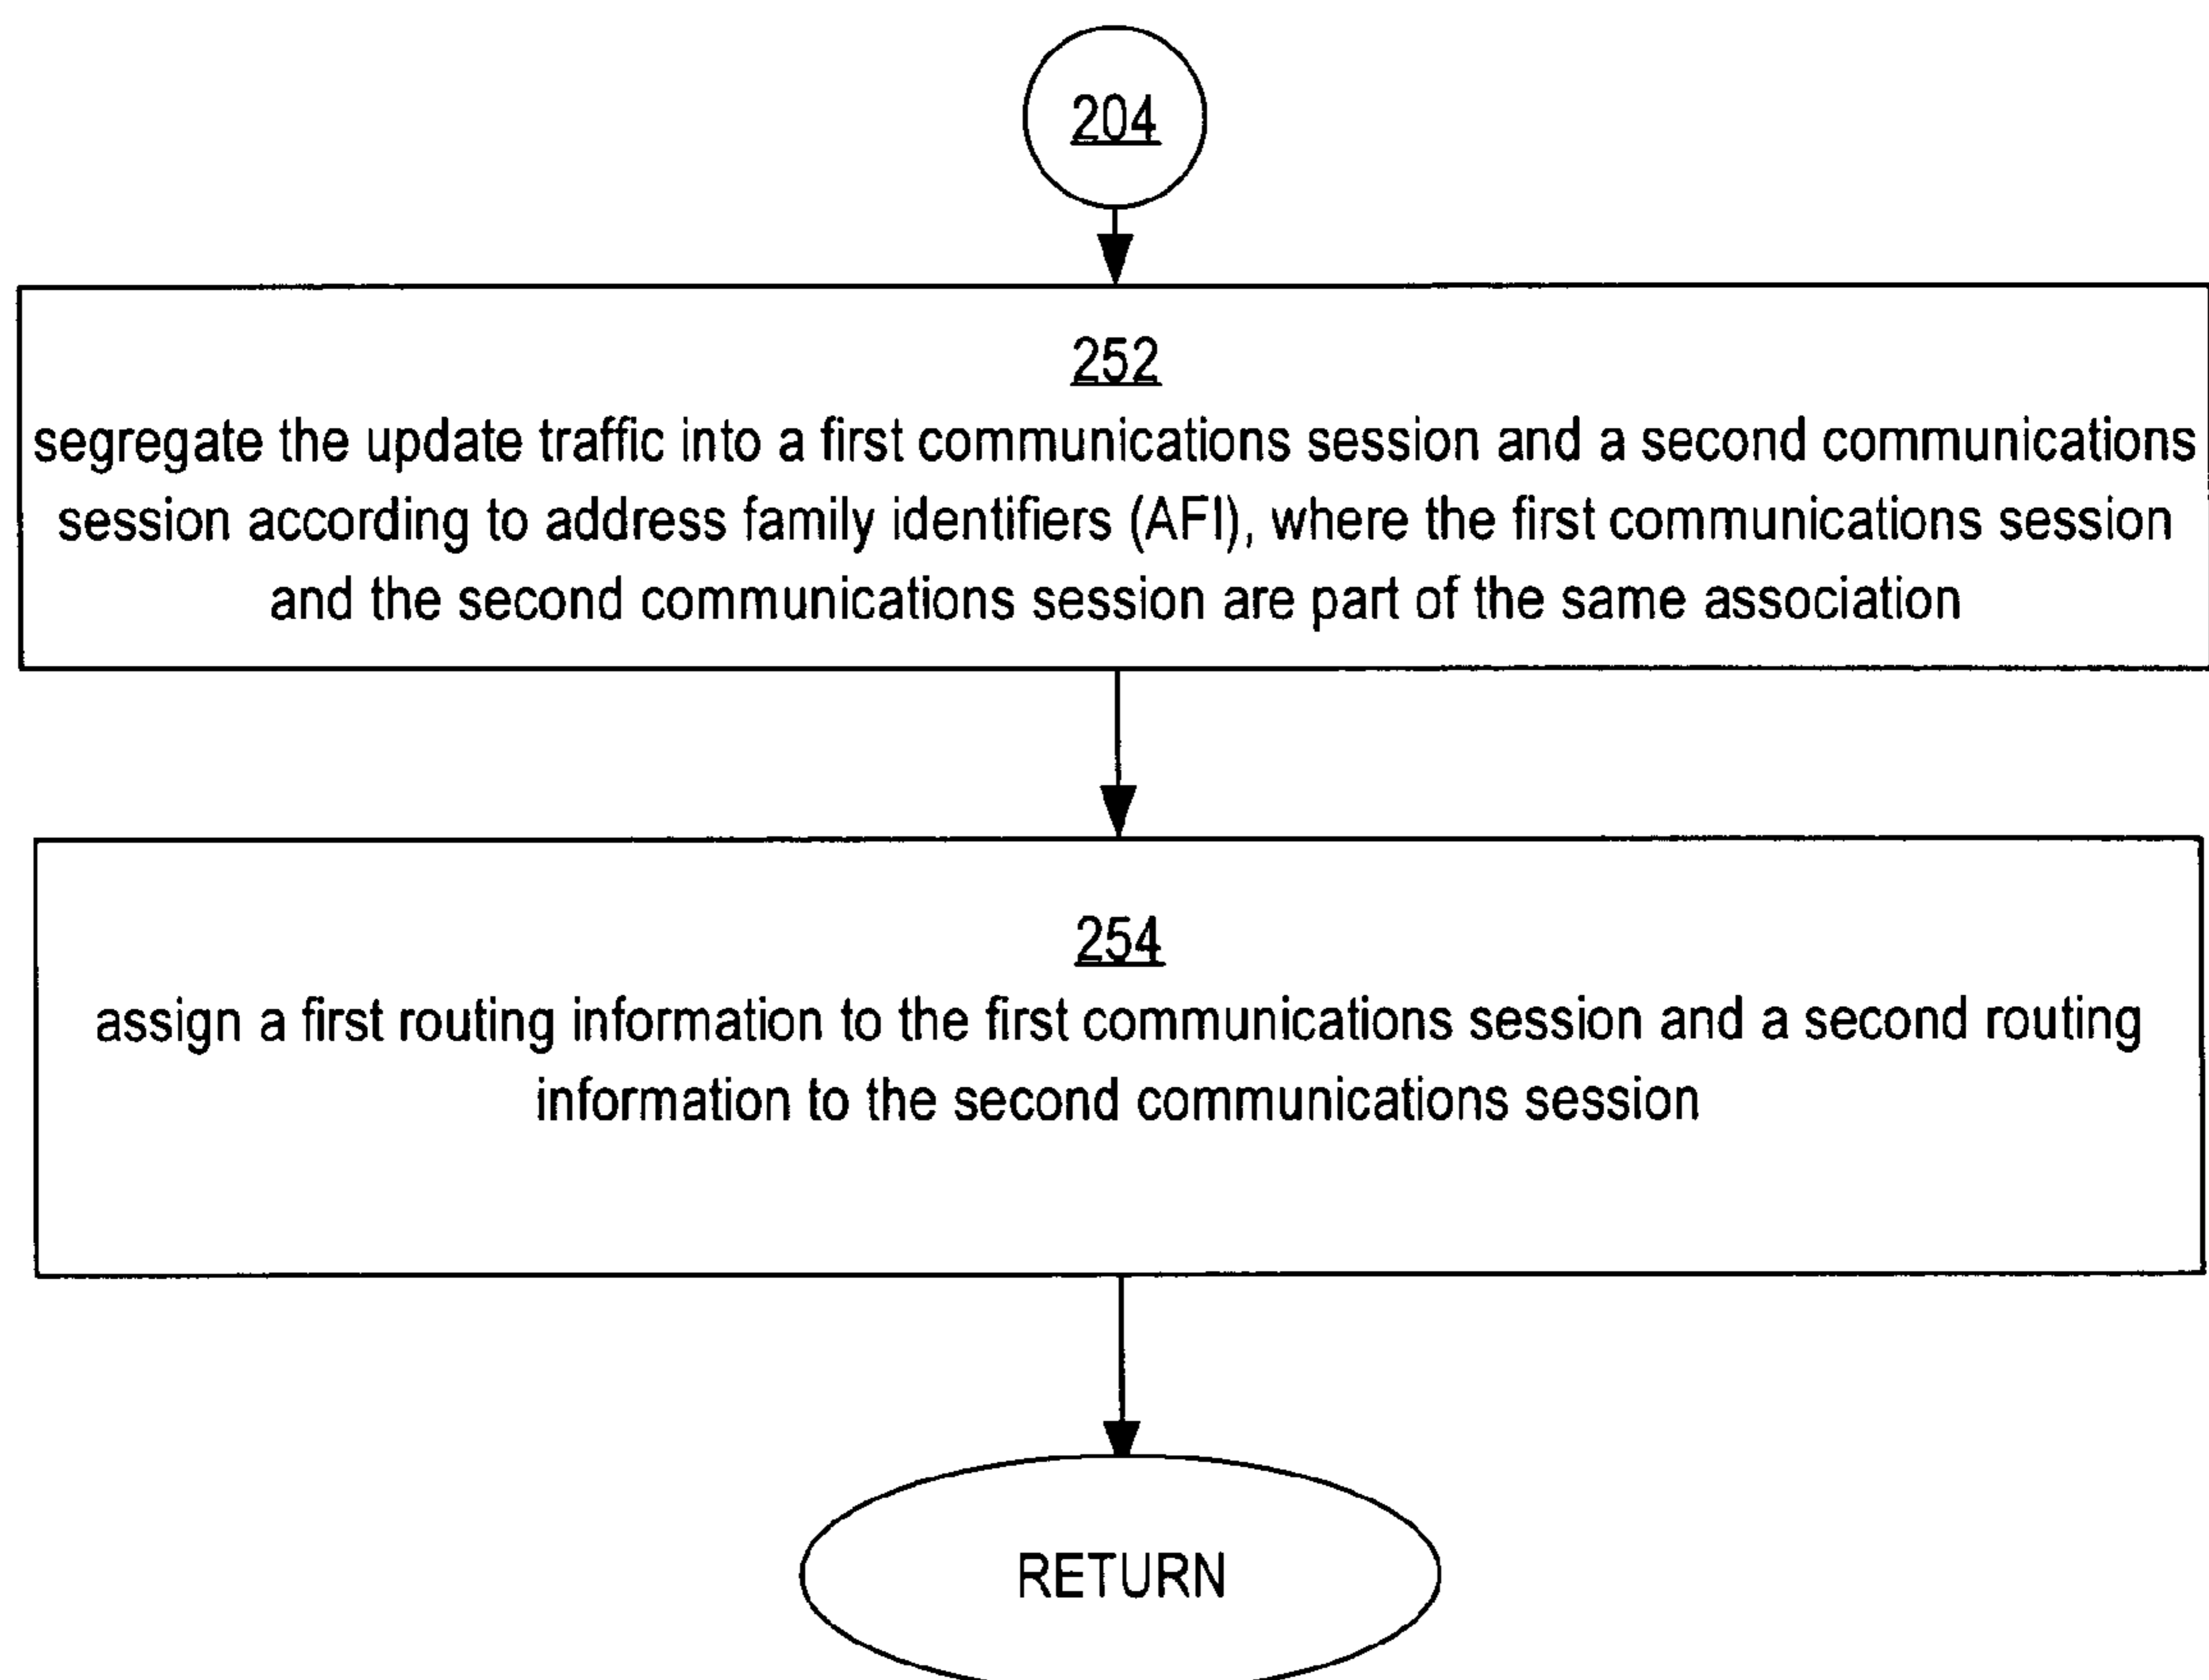 204
252
segregate the update traffic into a first communications session and a second communications
session according to address family identifiers (AFI), where the first communications session
and the second communications session are part of the same association
254
assign a first routing information to the first communications session and a second routing
information to the second communications session
RETURN